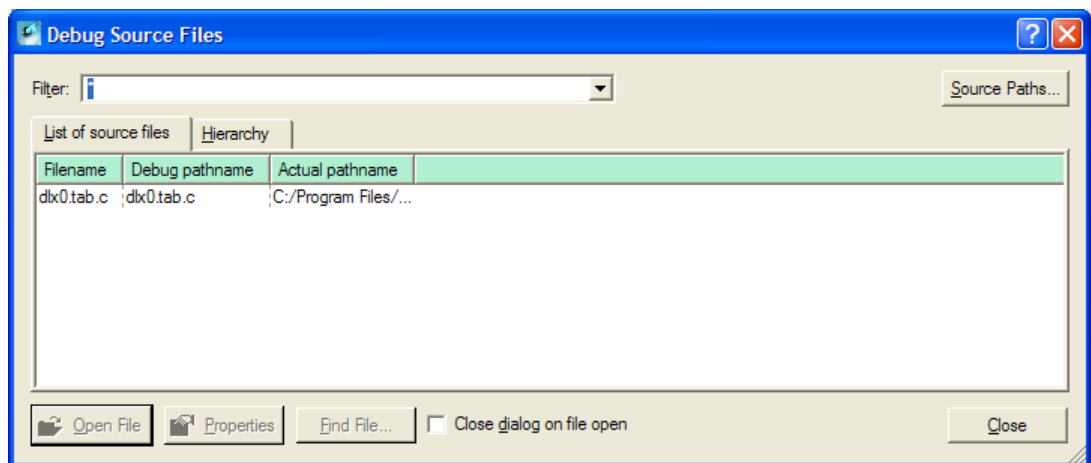 Debug Source Files
Filter: *
Source Paths...
List of source files Hierarchy
Filename Debug pathname Actual pathname
dlx0.tab.c dlx0.tab.c C:/Program Files/...
Open File Properties Find File... Close dialog on file open Close